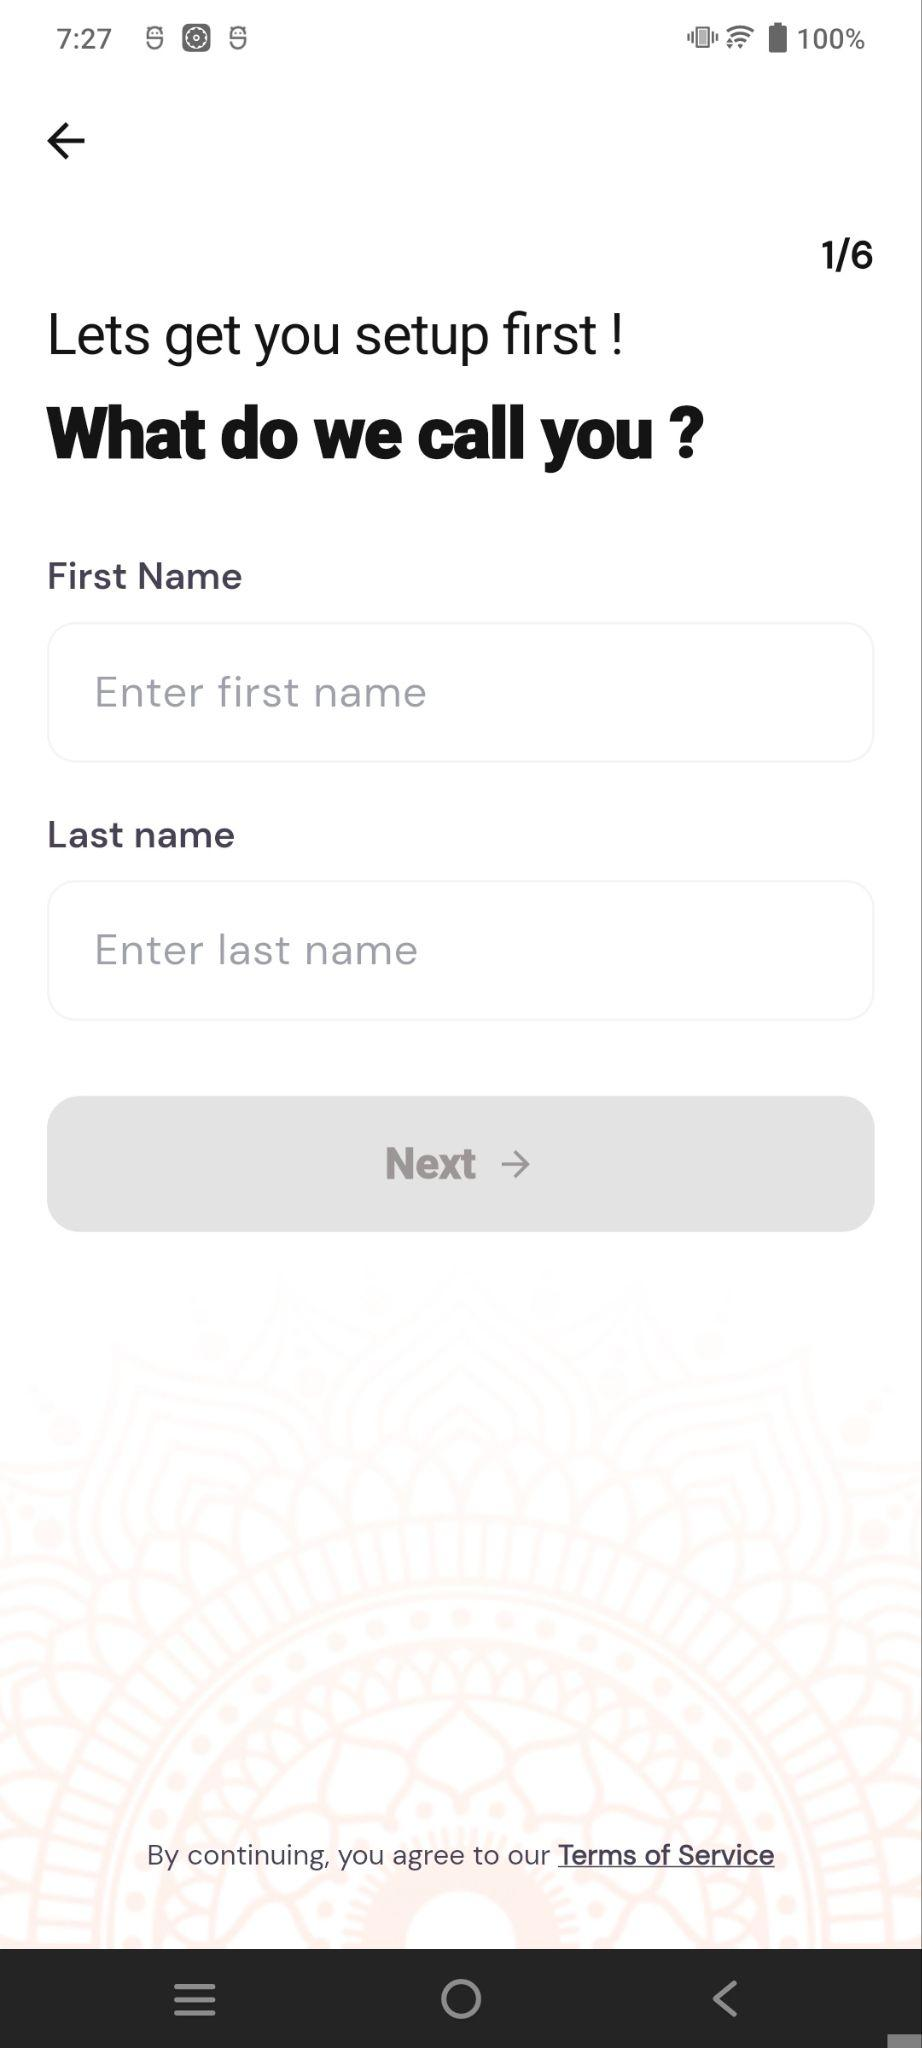 7:27
100%
1/6
Lets get you setup first !
What do we call you ?
First Name
Enter first name
Last name
Enter last name
Next →
By continuing, you agree to our Terms of Service